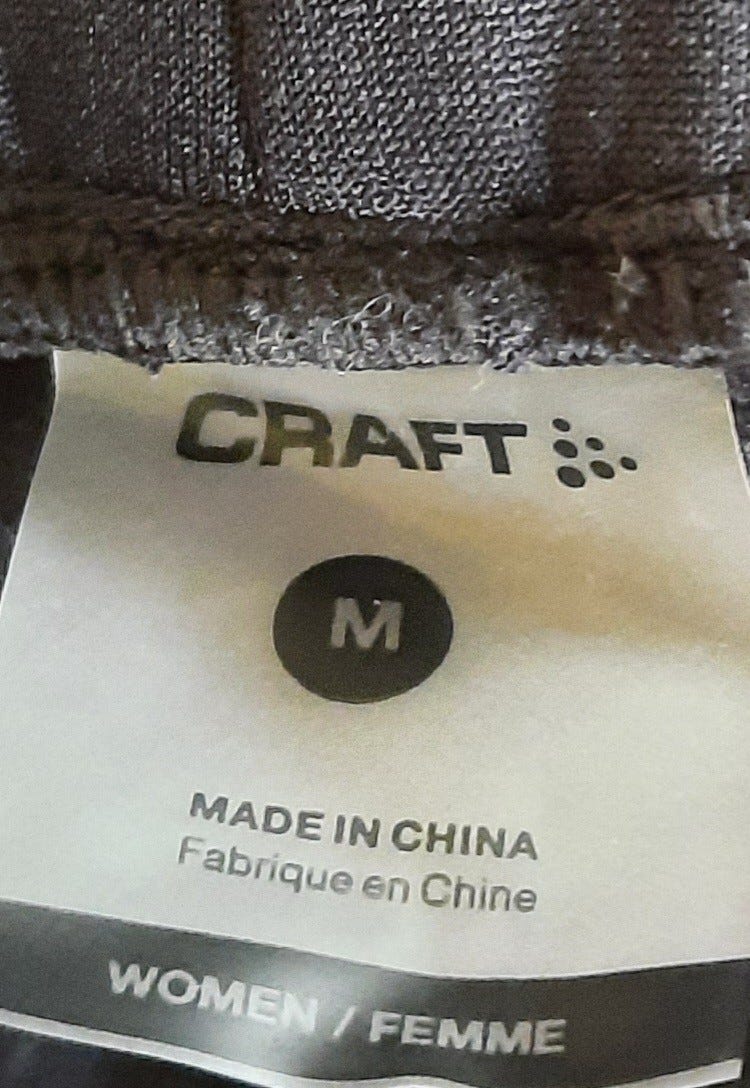 CRAFT
M
MADE IN CHINA
Fabrique en Chine
WOMEN / FEMME